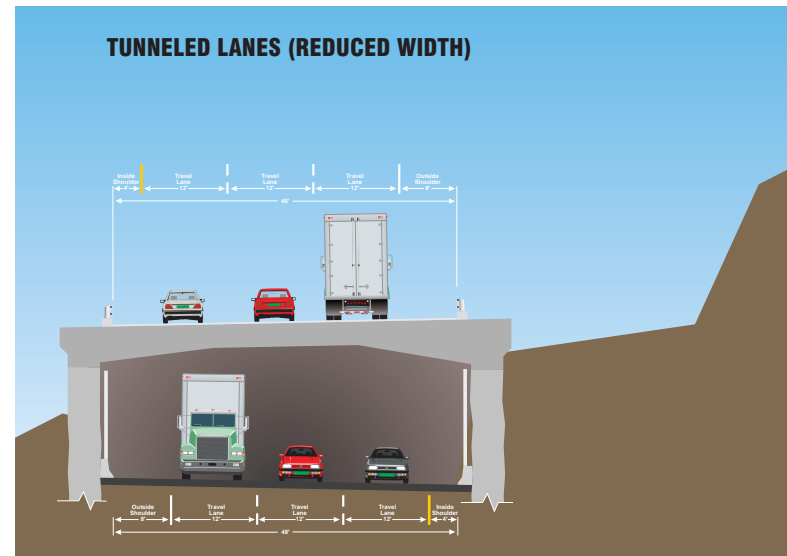 TUNNELED LANES (REDUCED WIDTH)
Inside Shoulder 4'
Travel Lane 12'
Travel Lane 12'
Travel Lane 12'
Outside Shoulder 8'
48'
Outside Shoulder 8'
Travel Lane 12'
Travel Lane 12'
Travel Lane 12'
Inside Shoulder 4'
48'